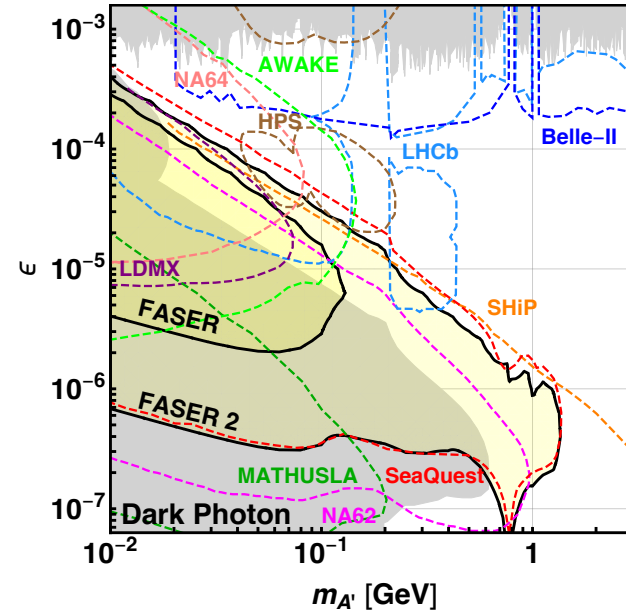 10⁻³
10⁻⁴
10⁻⁵
10⁻⁶
10⁻⁷
ϵ
AWAKE
NA64
HPS
LHCb
Belle−II
LDMX
FASER
SHiP
FASER 2
MATHUSLA
SeaQuest
NA62
Dark Photon
10⁻² 10⁻¹ 1
m_A' [GeV]